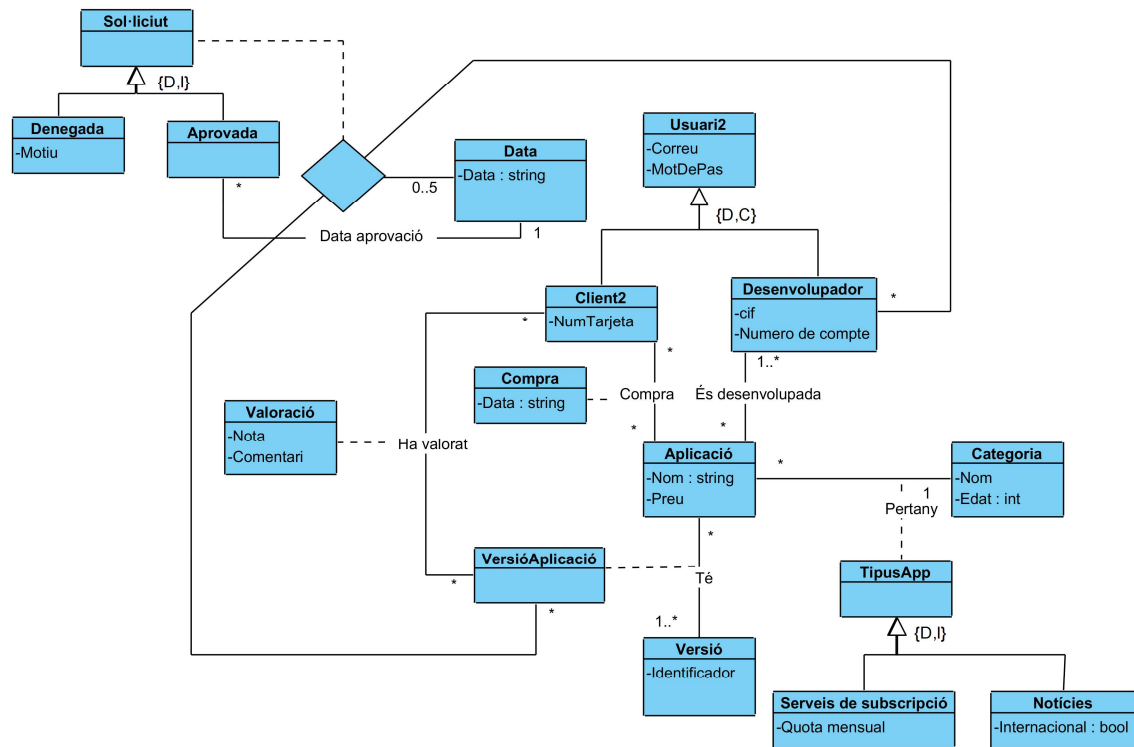 Sol·liciut
{D,I}
Denegada
-Motiu
Aprovada
*
Data
-Data : string
0..5
Data aprovació
1
Usuari2
-Correu
-MotDePas
{D,C}
Client2
-NumTarjeta
*
*
Desenvolupador
-cif
-Numero de compte
*
1..*
Compra
-Data : string
Compra
És desenvolupada
Valoració
-Nota
-Comentari
Ha valorat
*
*
Aplicació
-Nom : string
-Preu
*
*
Categoria
-Nom
-Edat : int
1
Pertany
VersióAplicació
*
*
Té
TipusApp
{D,I}
1..*
Versió
-Identificador
Serveis de subscripció
-Quota mensual
Notícies
-Internacional : bool